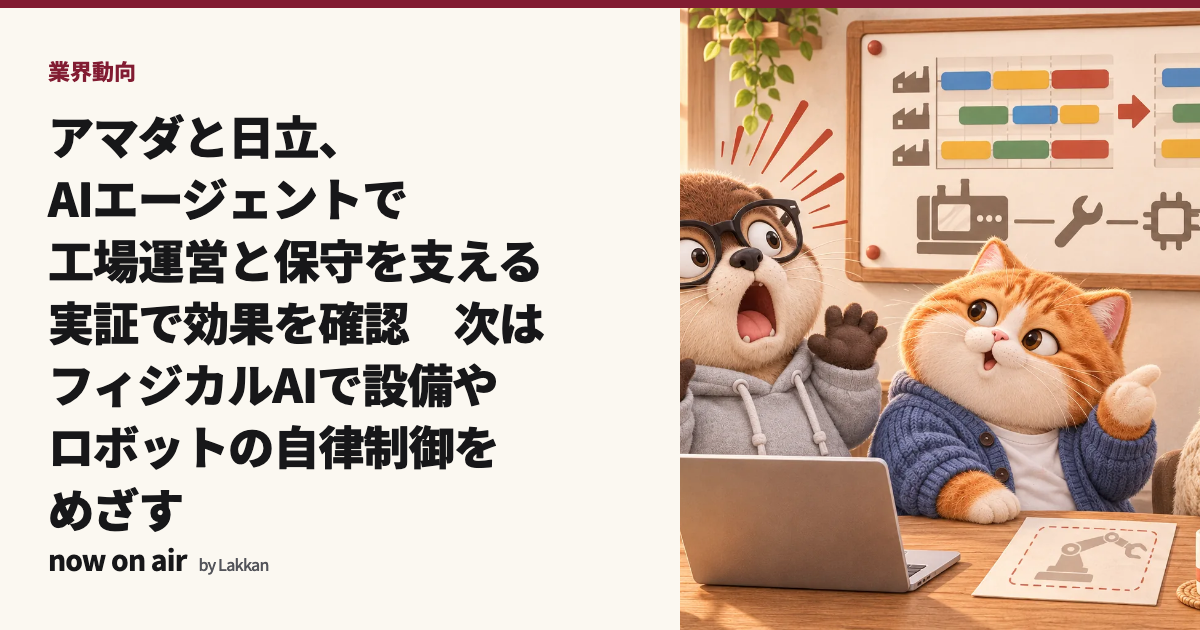 業界動向
アマダと日立、
AIエージェントで
工場運営と保守を支える
実証で効果を確認　次は
フィジカルAIで設備や
ロボットの自律制御を
めざす
now on air by Lakkan